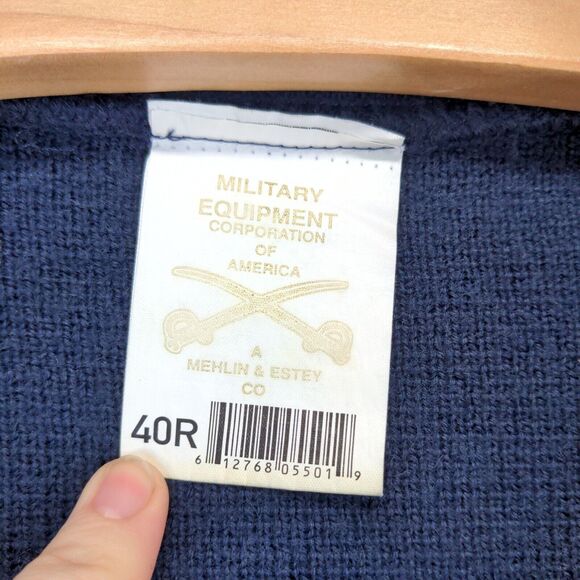 MILITARY
EQUIPMENT
CORPORATION
OF
AMERICA
A
MEHLIN & ESTEY
CO
40R
6 12768 05501 9